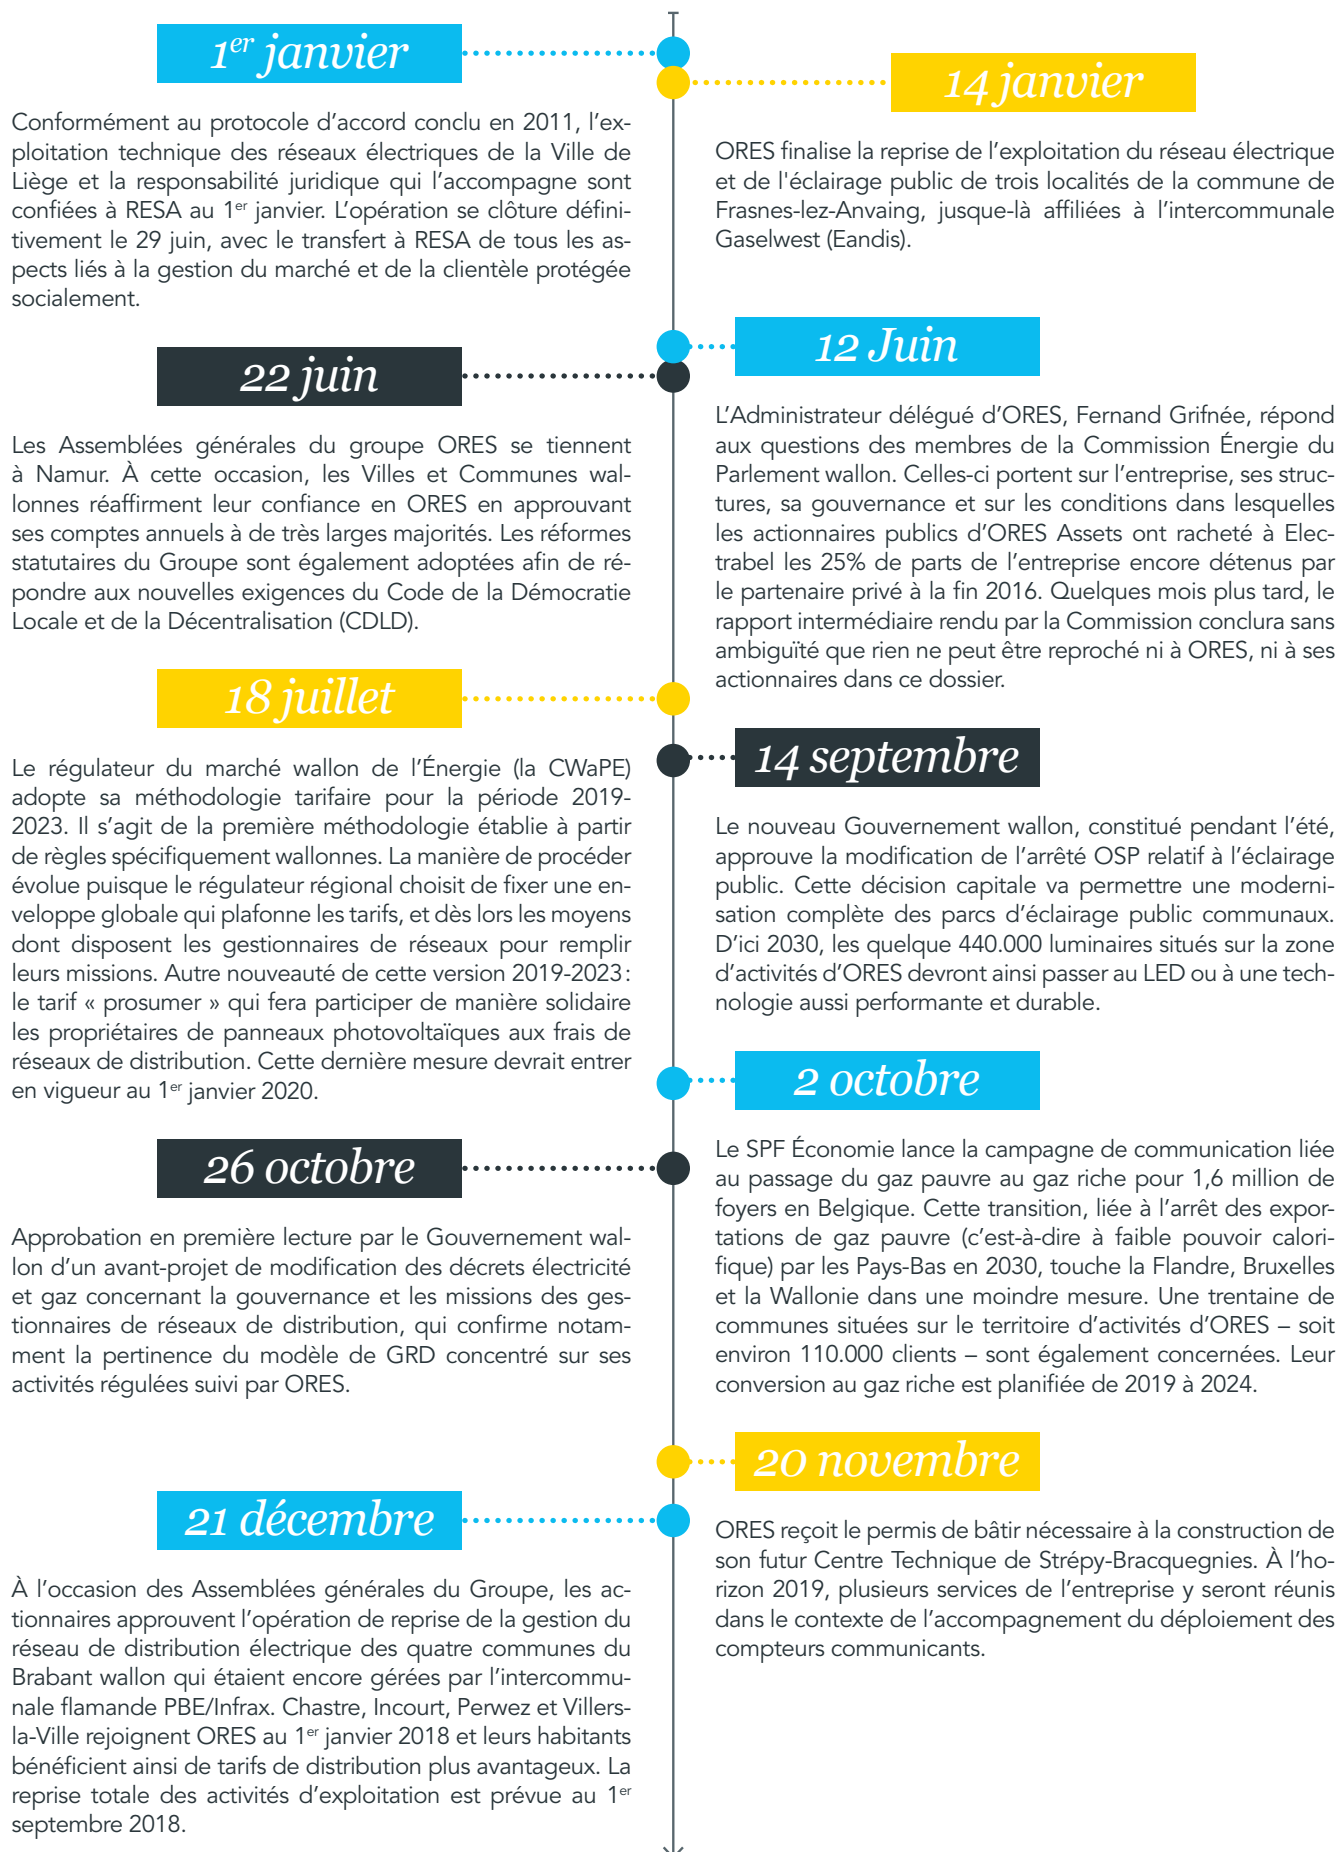 1er janvier
Conformément au protocole d’accord conclu en 2011, l’ex-
ploitation technique des réseaux électriques de la Ville de
Liège et la responsabilité juridique qui l’accompagne sont
confiées à RESA au 1er janvier. L’opération se clôture défini-
tivement le 29 juin, avec le transfert à RESA de tous les as-
pects liés à la gestion du marché et de la clientèle protégée
socialement.
14 janvier
ORES finalise la reprise de l’exploitation du réseau électrique
et de l'éclairage public de trois localités de la commune de
Frasnes-lez-Anvaing, jusque-là affiliées à l’intercommunale
Gaselwest (Eandis).
12 Juin
L’Administrateur délégué d’ORES, Fernand Grifnée, répond
aux questions des membres de la Commission Énergie du
Parlement wallon. Celles-ci portent sur l’entreprise, ses struc-
tures, sa gouvernance et sur les conditions dans lesquelles
les actionnaires publics d’ORES Assets ont racheté à Elec-
trabel les 25% de parts de l’entreprise encore détenus par
le partenaire privé à la fin 2016. Quelques mois plus tard, le
rapport intermédiaire rendu par la Commission conclura sans
ambiguïté que rien ne peut être reproché ni à ORES, ni à ses
actionnaires dans ce dossier.
22 juin
Les Assemblées générales du groupe ORES se tiennent
à Namur. À cette occasion, les Villes et Communes wal-
lonnes réaffirment leur confiance en ORES en approuvant
ses comptes annuels à de très larges majorités. Les réformes
statutaires du Groupe sont également adoptées afin de ré-
pondre aux nouvelles exigences du Code de la Démocratie
Locale et de la Décentralisation (CDLD).
18 juillet
Le régulateur du marché wallon de l’Énergie (la CWaPE)
adopte sa méthodologie tarifaire pour la période 2019-
2023. Il s’agit de la première méthodologie établie à partir
de règles spécifiquement wallonnes. La manière de procéder
évolue puisque le régulateur régional choisit de fixer une en-
veloppe globale qui plafonne les tarifs, et dès lors les moyens
dont disposent les gestionnaires de réseaux pour remplir
leurs missions. Autre nouveauté de cette version 2019-2023 :
le tarif « prosumer » qui fera participer de manière solidaire
les propriétaires de panneaux photovoltaïques aux frais de
réseaux de distribution. Cette dernière mesure devrait entrer
en vigueur au 1er janvier 2020.
14 septembre
Le nouveau Gouvernement wallon, constitué pendant l’été,
approuve la modification de l’arrêté OSP relatif à l’éclairage
public. Cette décision capitale va permettre une moderni-
sation complète des parcs d’éclairage public communaux.
D’ici 2030, les quelque 440.000 luminaires situés sur la zone
d’activités d’ORES devront ainsi passer au LED ou à une tech-
nologie aussi performante et durable.
2 octobre
Le SPF Économie lance la campagne de communication liée
au passage du gaz pauvre au gaz riche pour 1,6 million de
foyers en Belgique. Cette transition, liée à l’arrêt des expor-
tations de gaz pauvre (c’est-à-dire à faible pouvoir calori-
fique) par les Pays-Bas en 2030, touche la Flandre, Bruxelles
et la Wallonie dans une moindre mesure. Une trentaine de
communes situées sur le territoire d’activités d’ORES – soit
environ 110.000 clients – sont également concernées. Leur
conversion au gaz riche est planifiée de 2019 à 2024.
26 octobre
Approbation en première lecture par le Gouvernement wal-
lon d’un avant-projet de modification des décrets électricité
et gaz concernant la gouvernance et les missions des ges-
tionnaires de réseaux de distribution, qui confirme notam-
ment la pertinence du modèle de GRD concentré sur ses
activités régulées suivi par ORES.
20 novembre
ORES reçoit le permis de bâtir nécessaire à la construction de
son futur Centre Technique de Strépy-Bracquegnies. À l’ho-
rizon 2019, plusieurs services de l’entreprise y seront réunis
dans le contexte de l’accompagnement du déploiement des
compteurs communicants.
21 décembre
À l’occasion des Assemblées générales du Groupe, les ac-
tionnaires approuvent l’opération de reprise de la gestion du
réseau de distribution électrique des quatre communes du
Brabant wallon qui étaient encore gérées par l’intercommu-
nale flamande PBE/Infrax. Chastre, Incourt, Perwez et Villers-
la-Ville rejoignent ORES au 1er janvier 2018 et leurs habitants
bénéficient ainsi de tarifs de distribution plus avantageux. La
reprise totale des activités d’exploitation est prévue au 1er
septembre 2018.